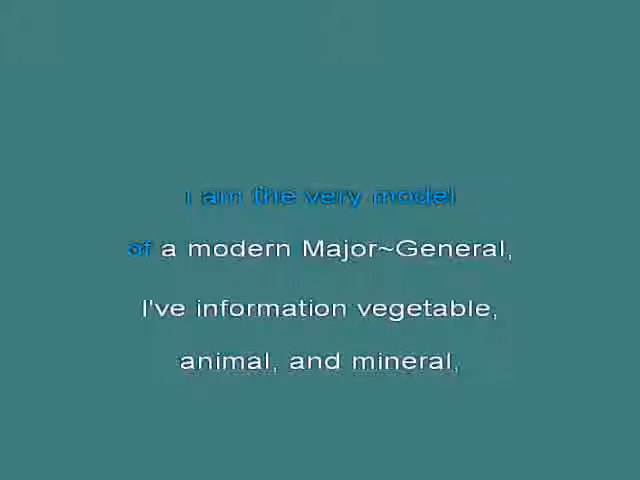 I am the very model
of a modern Major~General,
I've information vegetable,
animal, and mineral,